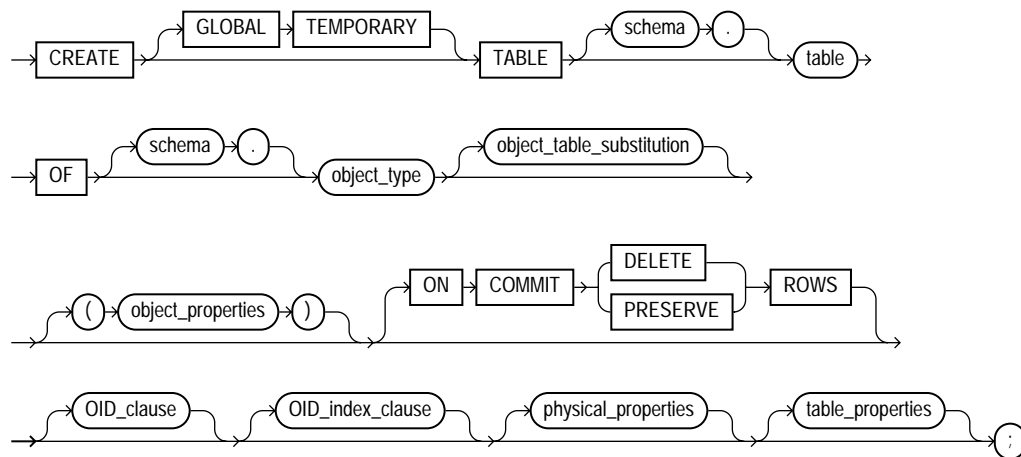 GLOBAL TEMPORARY schema .
CREATE TABLE table
schema . object_table_substitution
OF object_type
( object_properties ) ON COMMIT DELETE ROWS
PRESERVE
OID_clause OID_index_clause physical_properties table_properties
;